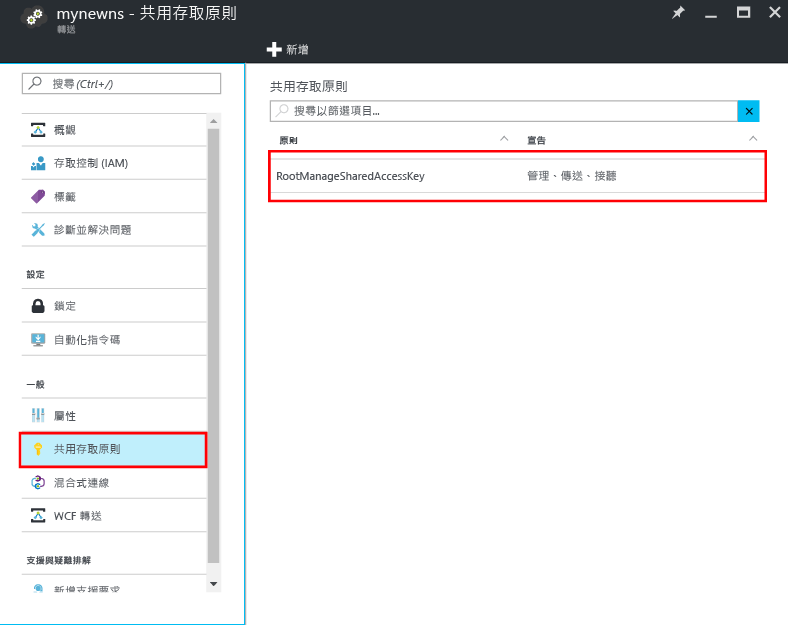 mynewns - 共用存取原則
轉送
新增
搜尋 (Ctrl+/)
概觀
存取控制 (IAM)
標籤
診斷並解決問題
設定
鎖定
自動化指令碼
一般
屬性
共用存取原則
混合式連線
WCF 轉送
支援與疑難排解
新增支援要求
共用存取原則
搜尋以篩選項目...
原則 宣告
RootManageSharedAccessKey 管理、傳送、接聽